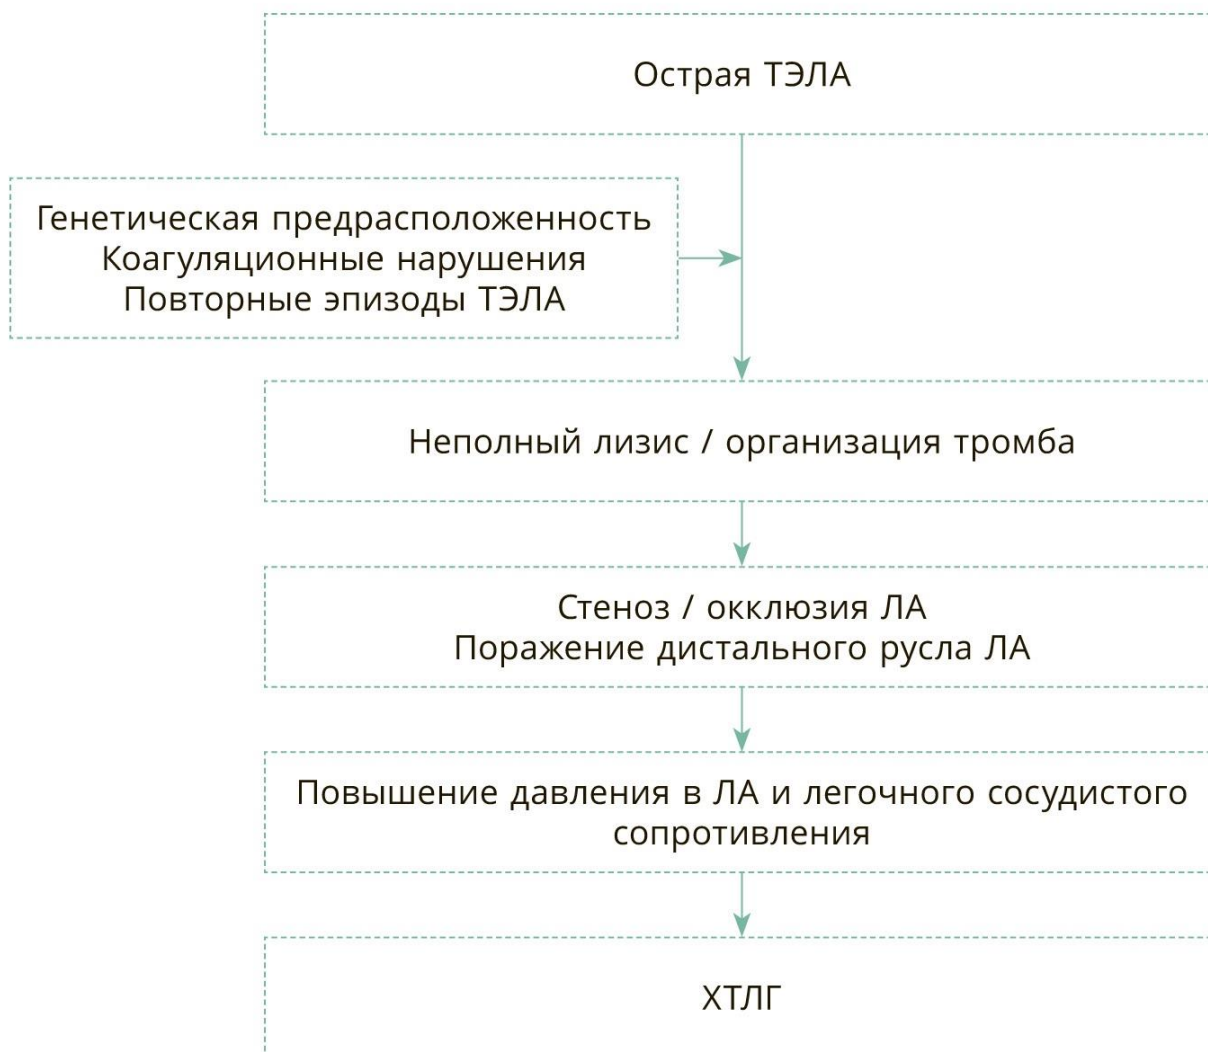 Острая ТЭЛА
Генетическая предрасположенность
Коагуляционные нарушения
Повторные эпизоды ТЭЛА
Неполный лизис / организация тромба
Стеноз / окклюзия ЛА
Поражение дистального русла ЛА
Повышение давления в ЛА и легочного сосудистого
сопротивления
ХТЛГ